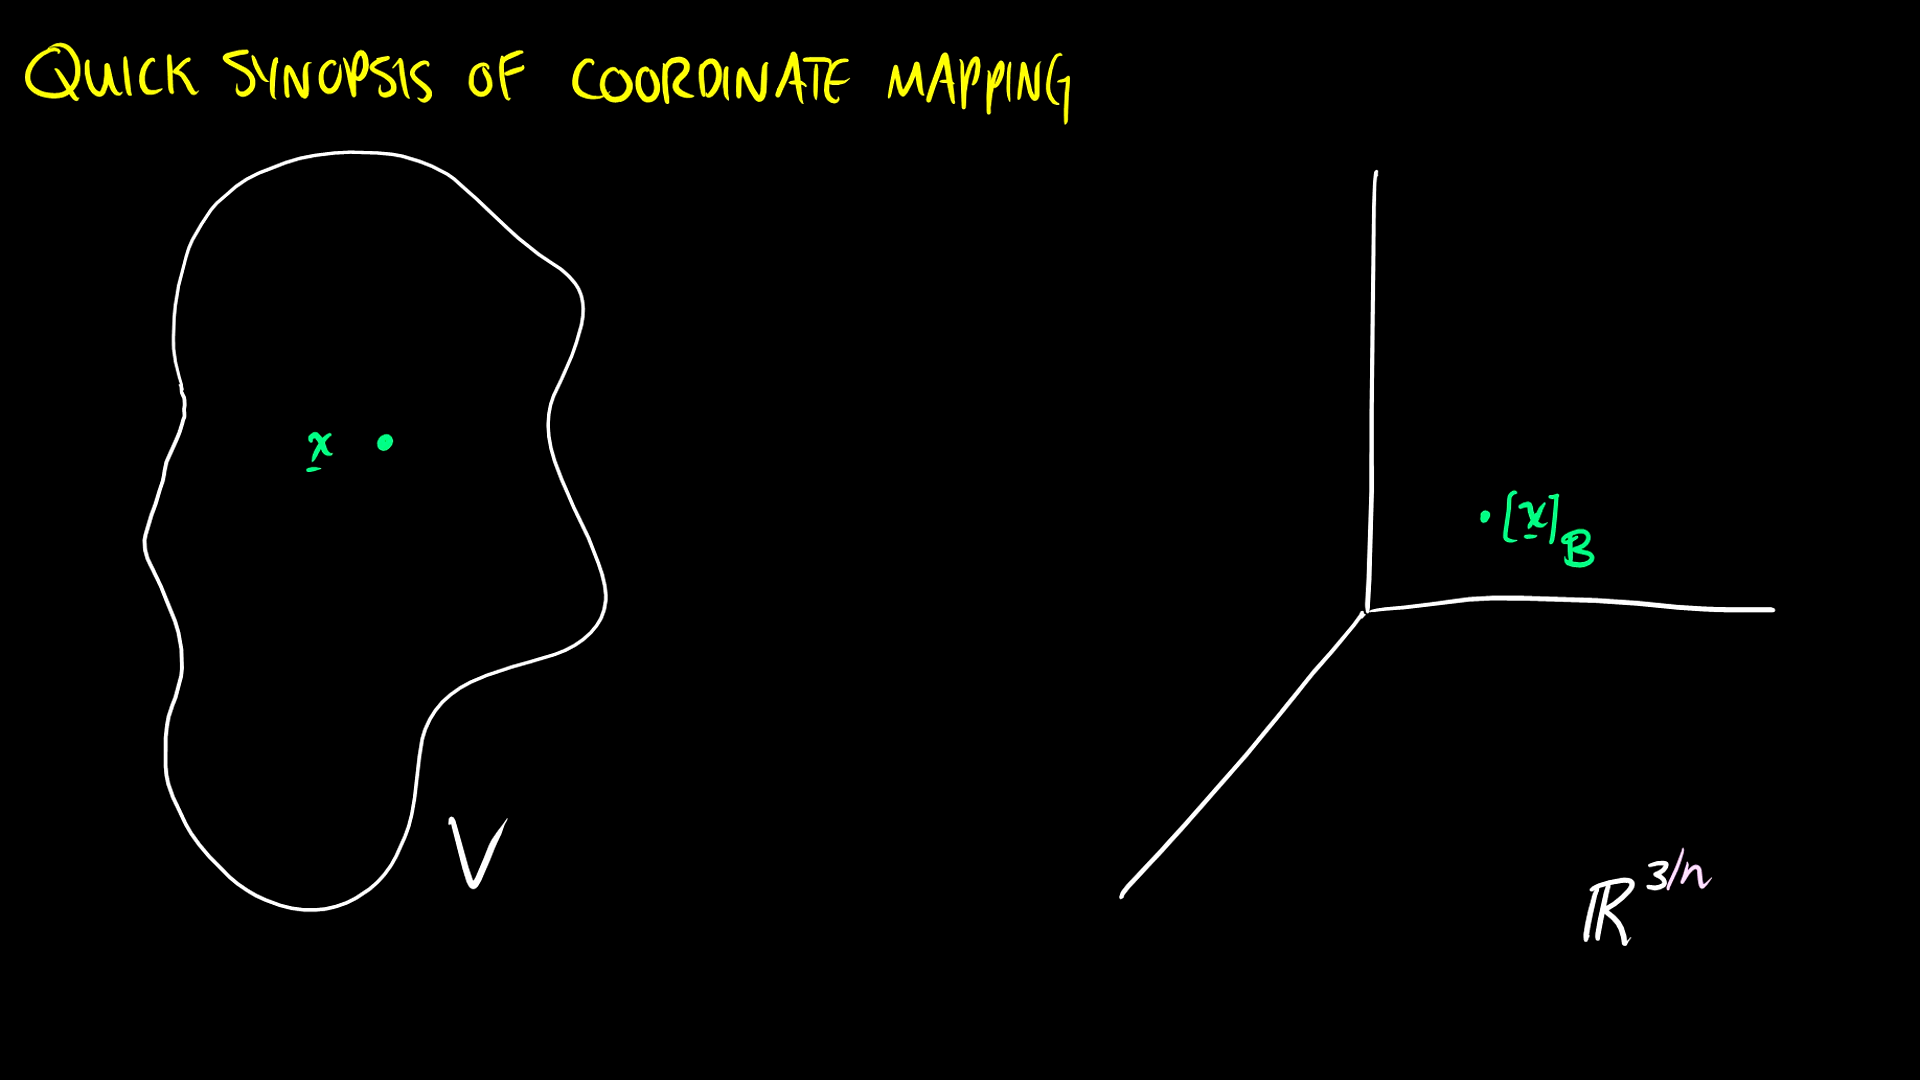 QUICK SYNOPSIS OF COORDINATE MAPPING
x
[x]B
V
ℝ3/n